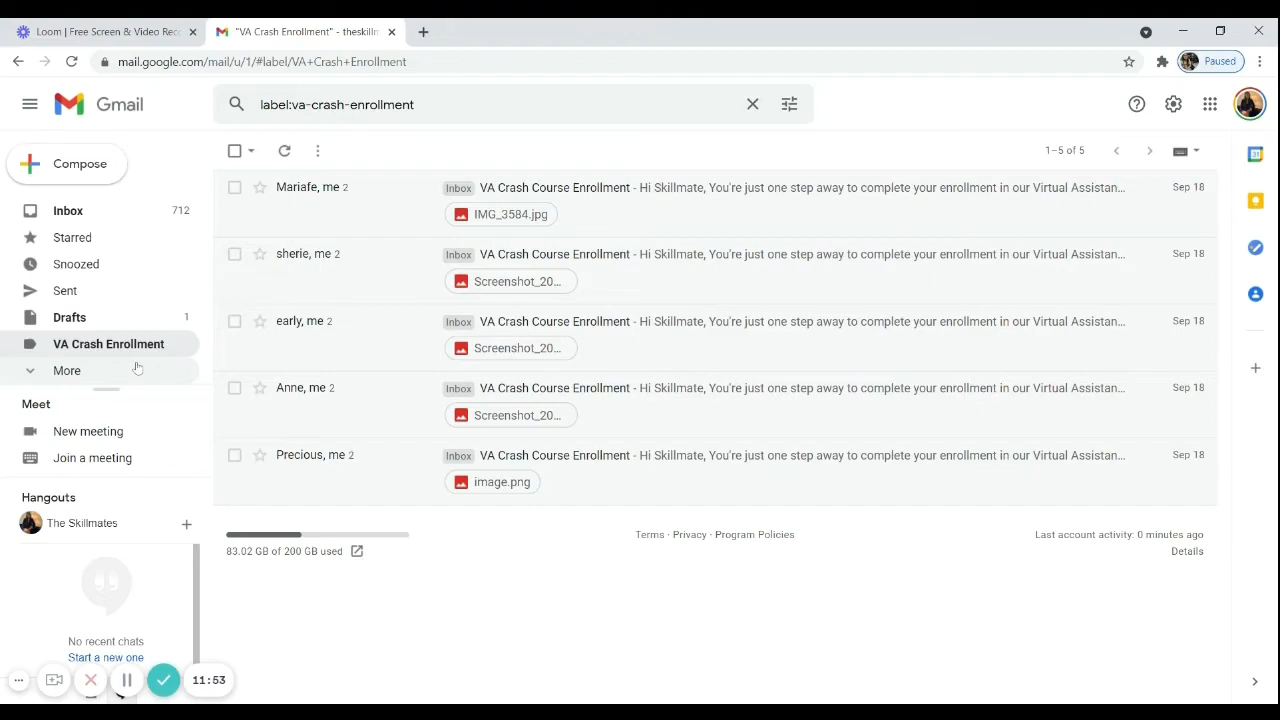 Loom | Free Screen & Video Rec
"VA Crash Enrollment" - theskillm
mail.google.com/mail/u/1/#label/VA+Crash+Enrollment
Paused
Gmail
label:va-crash-enrollment
Compose
1–5 of 5
Inbox 712
Starred
Snoozed
Sent
Drafts 1
VA Crash Enrollment
More
Meet
New meeting
Join a meeting
Hangouts
The Skillmates
No recent chats
Start a new one
Mariafe, me 2 Inbox VA Crash Course Enrollment - Hi Skillmate, You're just one step away to complete your enrollment in our Virtual Assistan... Sep 18
IMG_3584.jpg
sherie, me 2 Inbox VA Crash Course Enrollment - Hi Skillmate, You're just one step away to complete your enrollment in our Virtual Assistan... Sep 18
Screenshot_20...
early, me 2 Inbox VA Crash Course Enrollment - Hi Skillmate, You're just one step away to complete your enrollment in our Virtual Assistan... Sep 18
Screenshot_20...
Anne, me 2 Inbox VA Crash Course Enrollment - Hi Skillmate, You're just one step away to complete your enrollment in our Virtual Assistan... Sep 18
Screenshot_20...
Precious, me 2 Inbox VA Crash Course Enrollment - Hi Skillmate, You're just one step away to complete your enrollment in our Virtual Assistan... Sep 18
image.png
83.02 GB of 200 GB used
Terms · Privacy · Program Policies
Last account activity: 0 minutes ago
Details
11:53